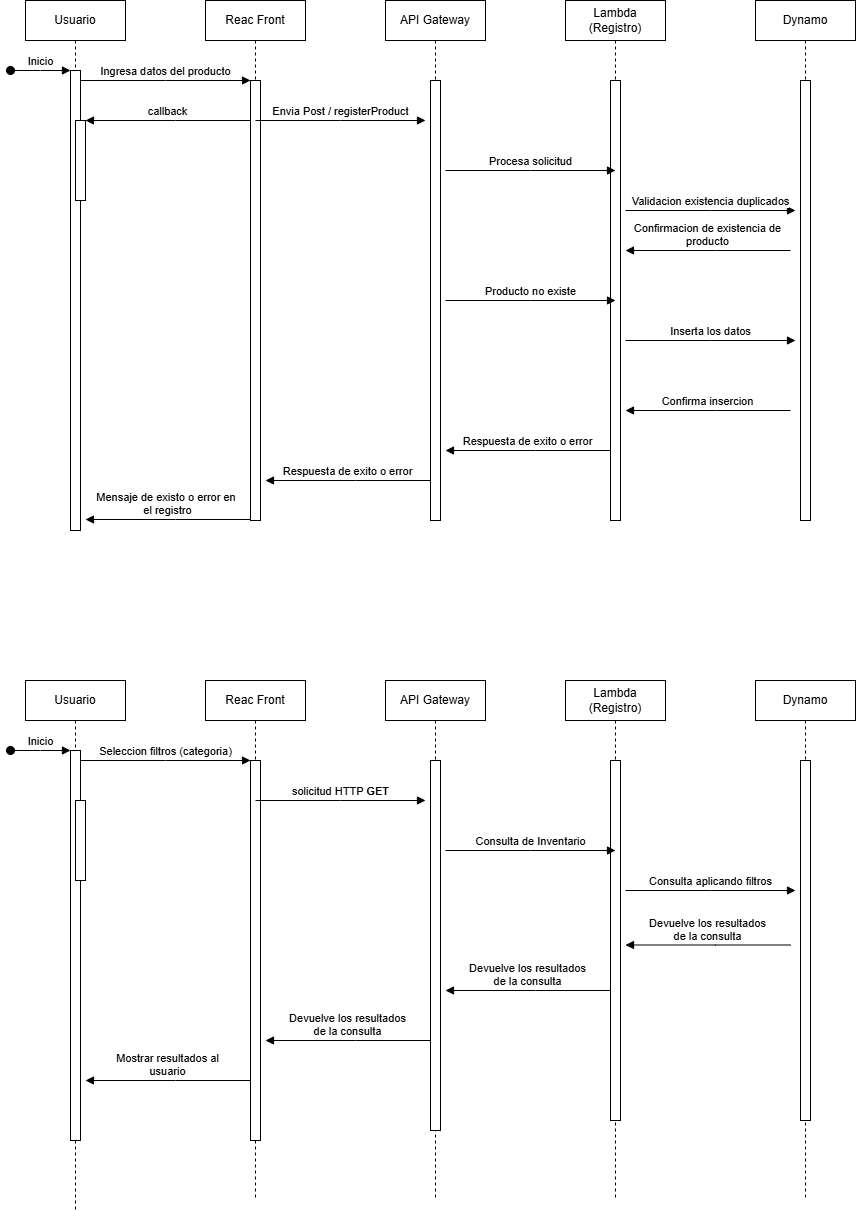 Usuario
Reac Front
API Gateway
Lambda
(Registro)
Dynamo
Inicio
Ingresa datos del producto
callback
Envia Post / registerProduct
Procesa solicitud
Validacion existencia duplicados
Confirmacion de existencia de
producto
Producto no existe
Inserta los datos
Confirma insercion
Respuesta de exito o error
Respuesta de exito o error
Mensaje de existo o error en
el registro
Usuario
Reac Front
API Gateway
Lambda
(Registro)
Dynamo
Inicio
Seleccion filtros (categoria)
solicitud HTTP GET
Consulta de Inventario
Consulta aplicando filtros
Devuelve los resultados
de la consulta
Devuelve los resultados
de la consulta
Devuelve los resultados
de la consulta
Mostrar resultados al
usuario